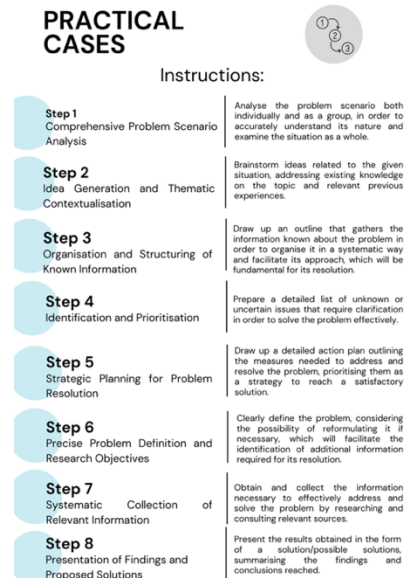 PRACTICAL
CASES
1
2
3
Instructions:
Step 1
Comprehensive Problem Scenario
Analysis
Analyse the problem scenario both
individually and as a group, in order to
accurately understand its nature and
examine the situation as a whole.
Step 2
Idea Generation and Thematic
Contextualisation
Brainstorm ideas related to the given
situation, addressing existing knowledge
on the topic and relevant previous
experiences.
Step 3
Organisation and Structuring of
Known Information
Draw up an outline that gathers the
information known about the problem in
order to organise it in a systematic way
and facilitate its approach, which will be
fundamental for its resolution.
Step 4
Identification and Prioritisation
Prepare a detailed list of unknown or
uncertain issues that require clarification
in order to solve the problem effectively.
Step 5
Strategic Planning for Problem
Resolution
Draw up a detailed action plan outlining
the measures needed to address and
resolve the problem, prioritising them as
a strategy to reach a satisfactory
solution.
Step 6
Precise Problem Definition and
Research Objectives
Clearly define the problem, considering
the possibility of reformulating it if
necessary, which will facilitate the
identification of additional information
required for its resolution.
Step 7
Systematic Collection of
Relevant Information
Obtain and collect the information
necessary to effectively address and
solve the problem by researching and
consulting relevant sources.
Step 8
Presentation of Findings and
Proposed Solutions
Present the results obtained in the form
of a solution/possible solutions,
summarising the findings and
conclusions reached.